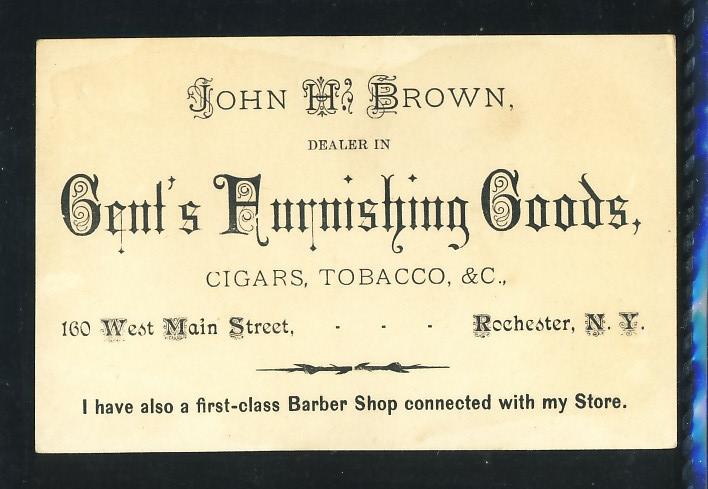 JOHN H. BROWN,
DEALER IN
Gent's Furnishing Goods,
CIGARS, TOBACCO, &C.,
160 West Main Street, - - - Rochester, N. Y.
I have also a first-class Barber Shop connected with my Store.